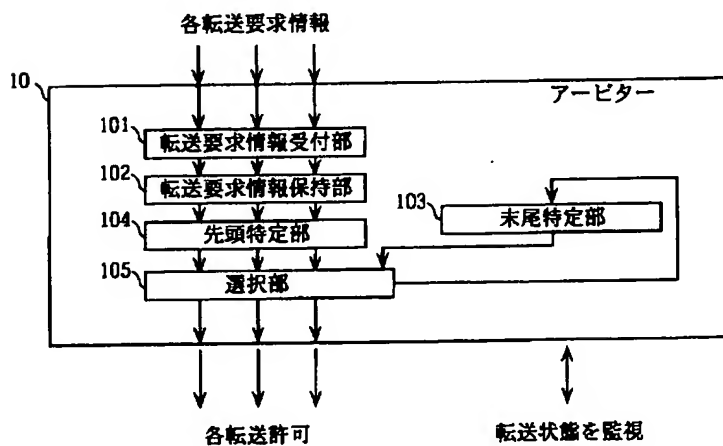 各転送要求情報
10
アービター
101
転送要求情報受付部
102
転送要求情報保持部
103
末尾特定部
104
先頭特定部
105
選択部
各転送許可
転送状態を監視